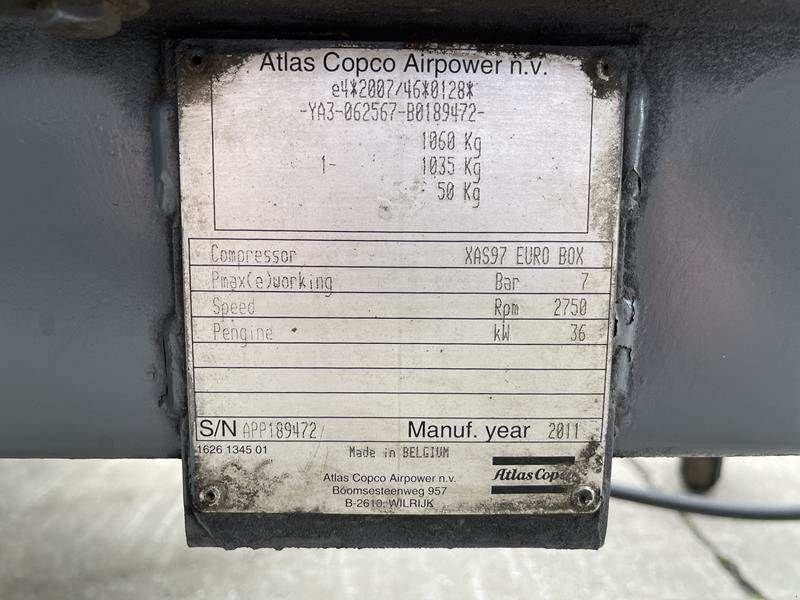 Atlas Copco Airpower n.v.
e4*2007/46*0128*
-YA3-062567-B0189472-
1060 Kg
1- 1035 Kg
50 Kg
Compressor XAS97 EURO BOX
Pmax(e)working Bar 7
Speed Rpm 2750
Pengine kW 36
S/N APP189472/ Manuf. year 2011
1626 1345 01 Made in BELGIUM
Atlas Copco Airpower n.v.
Boomsesteenweg 957
B-2610, WILRIJK
Atlas Copco